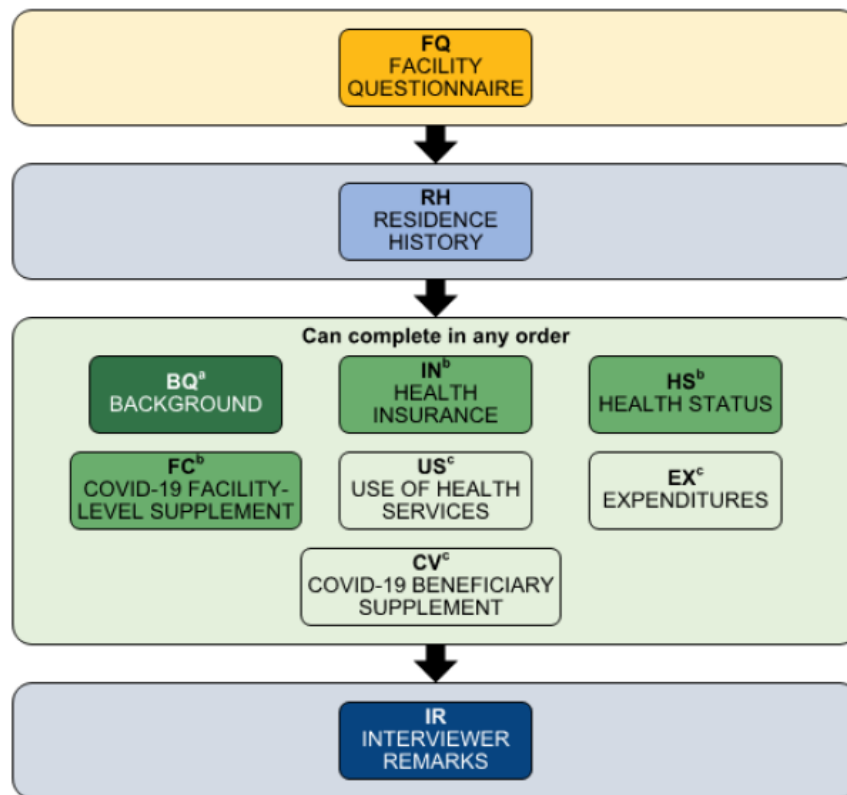 FQ
FACILITY
QUESTIONNAIRE
RH
RESIDENCE
HISTORY
Can complete in any order
BQᵃ
BACKGROUND
INᵇ
HEALTH
INSURANCE
HSᵇ
HEALTH STATUS
FCᵇ
COVID-19 FACILITY-
LEVEL SUPPLEMENT
USᶜ
USE OF HEALTH
SERVICES
EXᶜ
EXPENDITURES
CVᶜ
COVID-19 BENEFICIARY
SUPPLEMENT
IR
INTERVIEWER
REMARKS